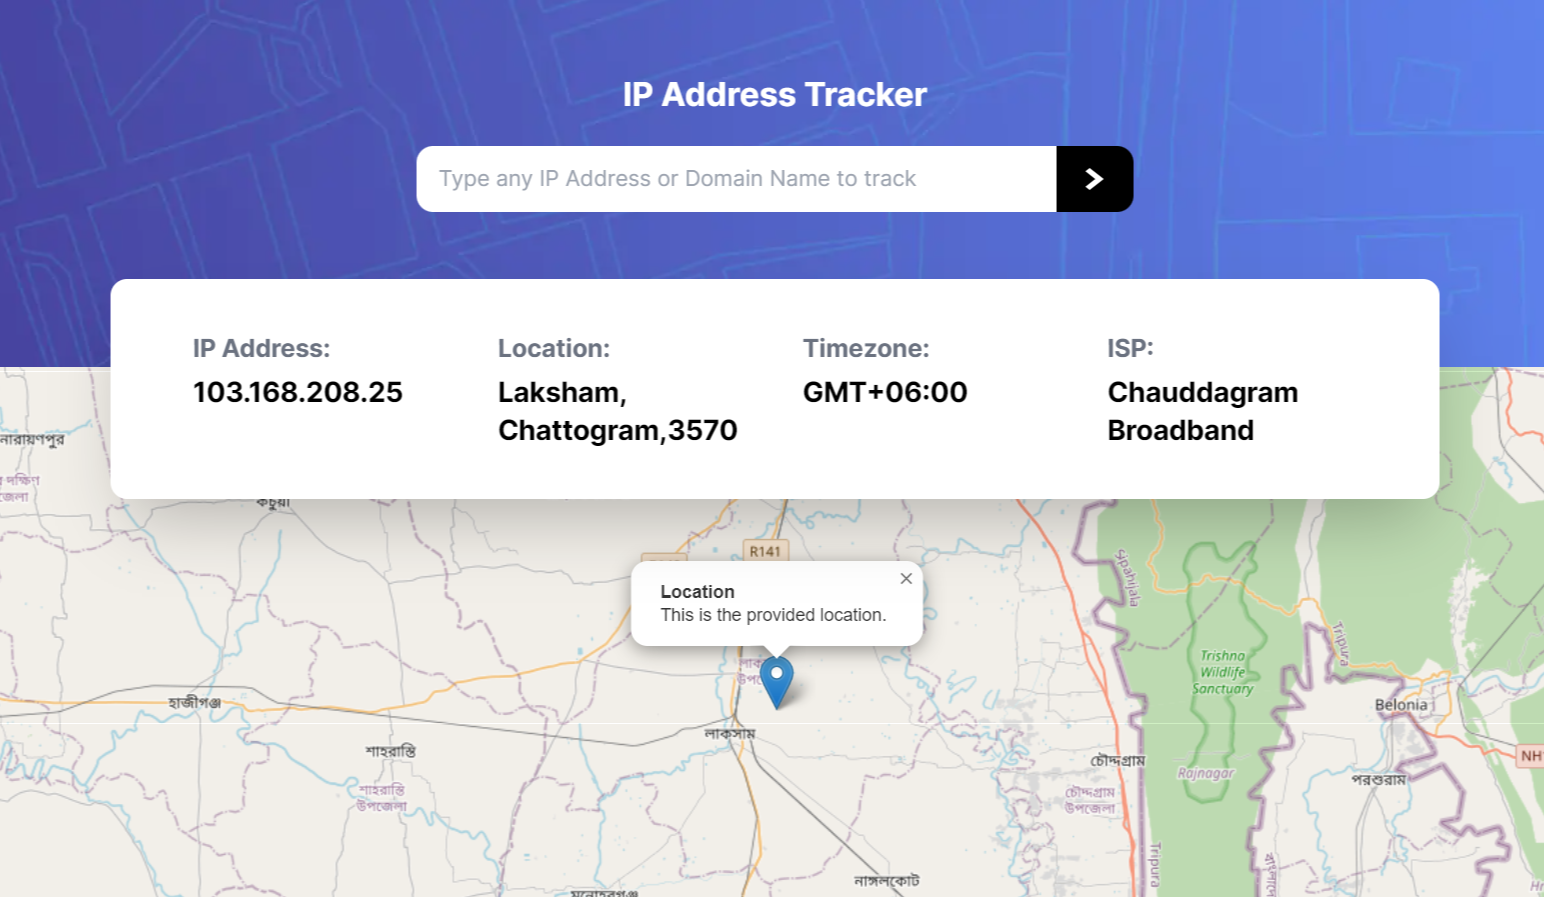 IP Address Tracker
Type any IP Address or Domain Name to track
IP Address:
103.168.208.25
Location:
Laksham,
Chattogram,3570
Timezone:
GMT+06:00
ISP:
Chauddagram
Broadband
নারায়ণপুর
দক্ষিণ
কচুয়া
R141
Location
This is the provided location.
Sipahijala
Tripura
Trishna
Wildlife
Sanctuary
হাজীগঞ্জ
Belonia
লাকসাম
শাহরাস্তি
চৌদ্দগ্রাম
NH
Rajnagar
পরশুরাম
শাহরাস্তি
উপজেলা
চৌদ্দগ্রাম
উপজেলা
Tripura
নাঙ্গলকোট